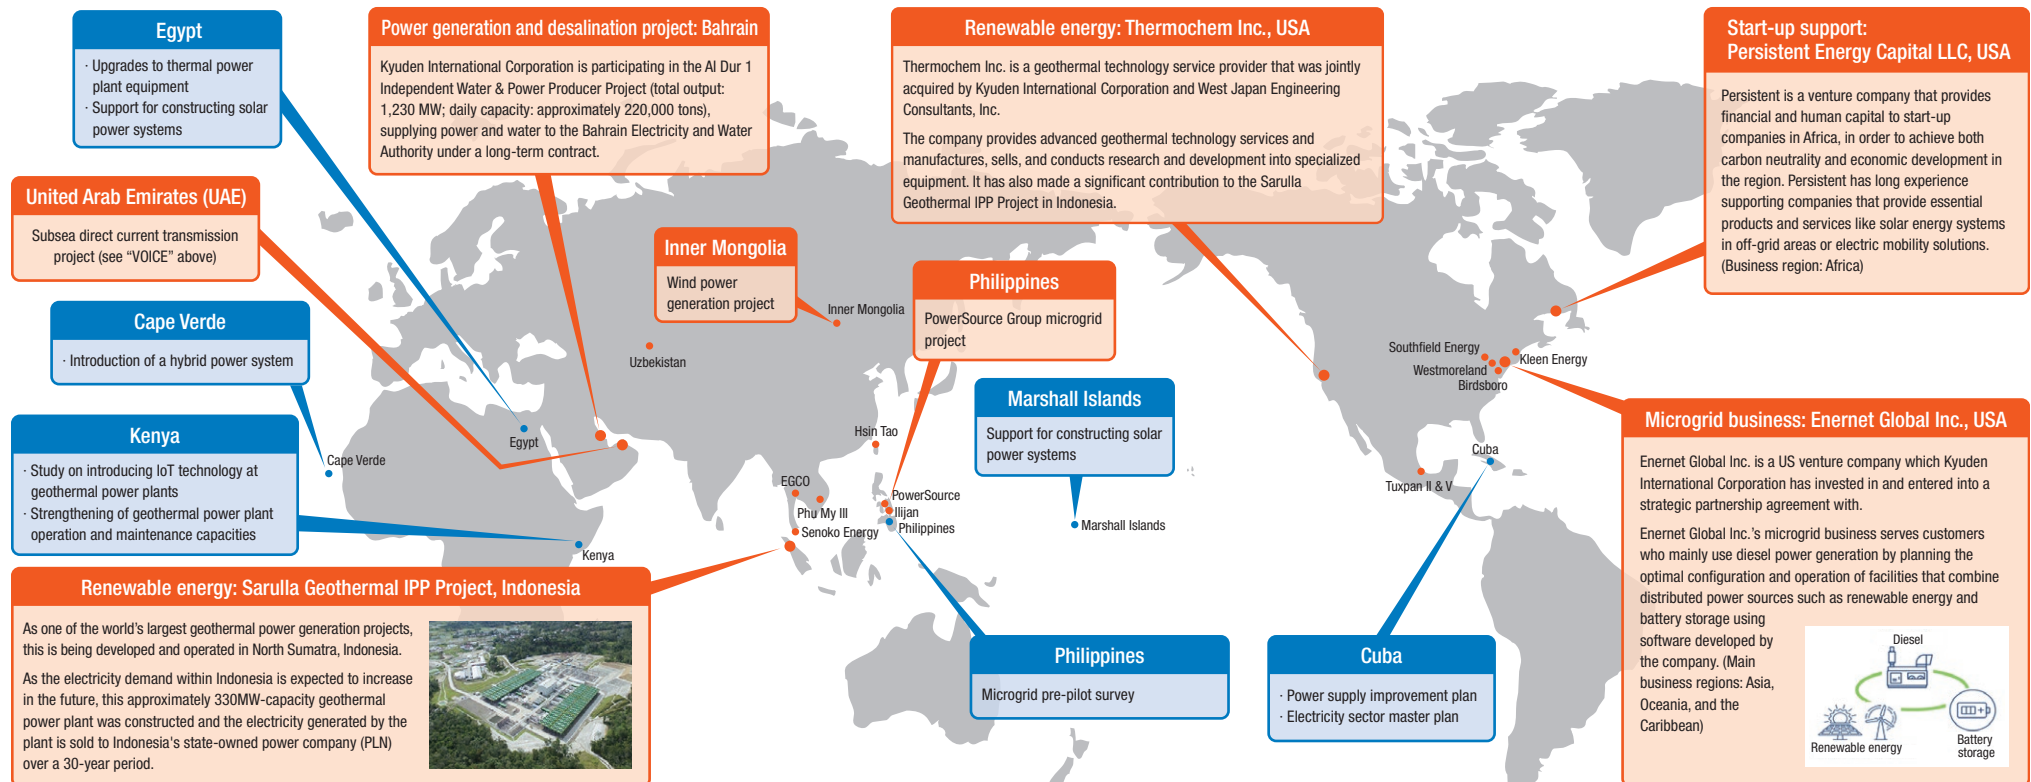 Egypt
· Upgrades to thermal power
plant equipment
· Support for constructing solar
power systems
Power generation and desalination project: Bahrain
Kyuden International Corporation is participating in the Al Dur 1
Independent Water & Power Producer Project (total output:
1,230 MW; daily capacity: approximately 220,000 tons),
supplying power and water to the Bahrain Electricity and Water
Authority under a long-term contract.
Renewable energy: Thermochem Inc., USA
Thermochem Inc. is a geothermal technology service provider that was jointly
acquired by Kyuden International Corporation and West Japan Engineering
Consultants, Inc.
The company provides advanced geothermal technology services and
manufactures, sells, and conducts research and development into specialized
equipment. It has also made a significant contribution to the Sarulla
Geothermal IPP Project in Indonesia.
Start-up support:
Persistent Energy Capital LLC, USA
Persistent is a venture company that provides
financial and human capital to start-up
companies in Africa, in order to achieve both
carbon neutrality and economic development in
the region. Persistent has long experience
supporting companies that provide essential
products and services like solar energy systems
in off-grid areas or electric mobility solutions.
(Business region: Africa)
United Arab Emirates (UAE)
Subsea direct current transmission
project (see “VOICE” above)
Inner Mongolia
Wind power
generation project
Philippines
PowerSource Group microgrid
project
Cape Verde
· Introduction of a hybrid power system
Kenya
· Study on introducing IoT technology at
geothermal power plants
· Strengthening of geothermal power plant
operation and maintenance capacities
Marshall Islands
Support for constructing solar
power systems
Inner Mongolia
Uzbekistan
Egypt
Cape Verde
Kenya
Hsin Tao
EGCO
Phu My III
Senoko Energy
PowerSource
Ilijan
Philippines
Marshall Islands
Southfield Energy
Westmoreland
Birdsboro
Kleen Energy
Cuba
Tuxpan II & V
Microgrid business: Enernet Global Inc., USA
Enernet Global Inc. is a US venture company which Kyuden
International Corporation has invested in and entered into a
strategic partnership agreement with.
Enernet Global Inc.’s microgrid business serves customers
who mainly use diesel power generation by planning the
optimal configuration and operation of facilities that combine
distributed power sources such as renewable energy and
battery storage using
software developed by
the company. (Main
business regions: Asia,
Oceania, and the
Caribbean)
Diesel
Renewable energy
Battery
storage
Renewable energy: Sarulla Geothermal IPP Project, Indonesia
As one of the world’s largest geothermal power generation projects,
this is being developed and operated in North Sumatra, Indonesia.
As the electricity demand within Indonesia is expected to increase
in the future, this approximately 330MW-capacity geothermal
power plant was constructed and the electricity generated by the
plant is sold to Indonesia's state-owned power company (PLN)
over a 30-year period.
Philippines
Microgrid pre-pilot survey
Cuba
· Power supply improvement plan
· Electricity sector master plan